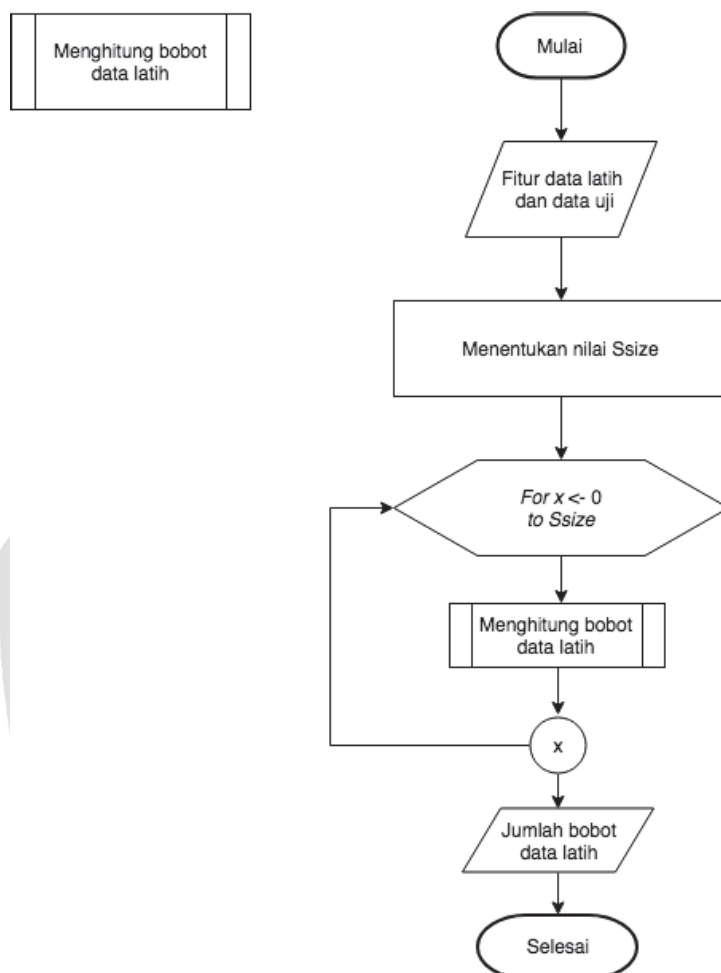 Menghitung bobot
data latih
Mulai
Fitur data latih
dan data uji
Menentukan nilai Ssize
For x <- 0
to Ssize
Menghitung bobot
data latih
x
Jumlah bobot
data latih
Selesai